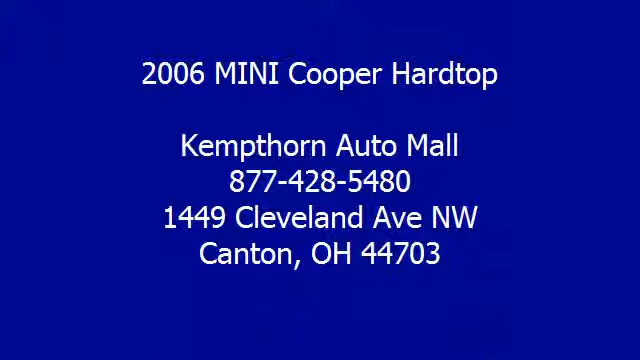 2006 MINI Cooper Hardtop
Kempthorn Auto Mall
877-428-5480
1449 Cleveland Ave NW
Canton, OH 44703